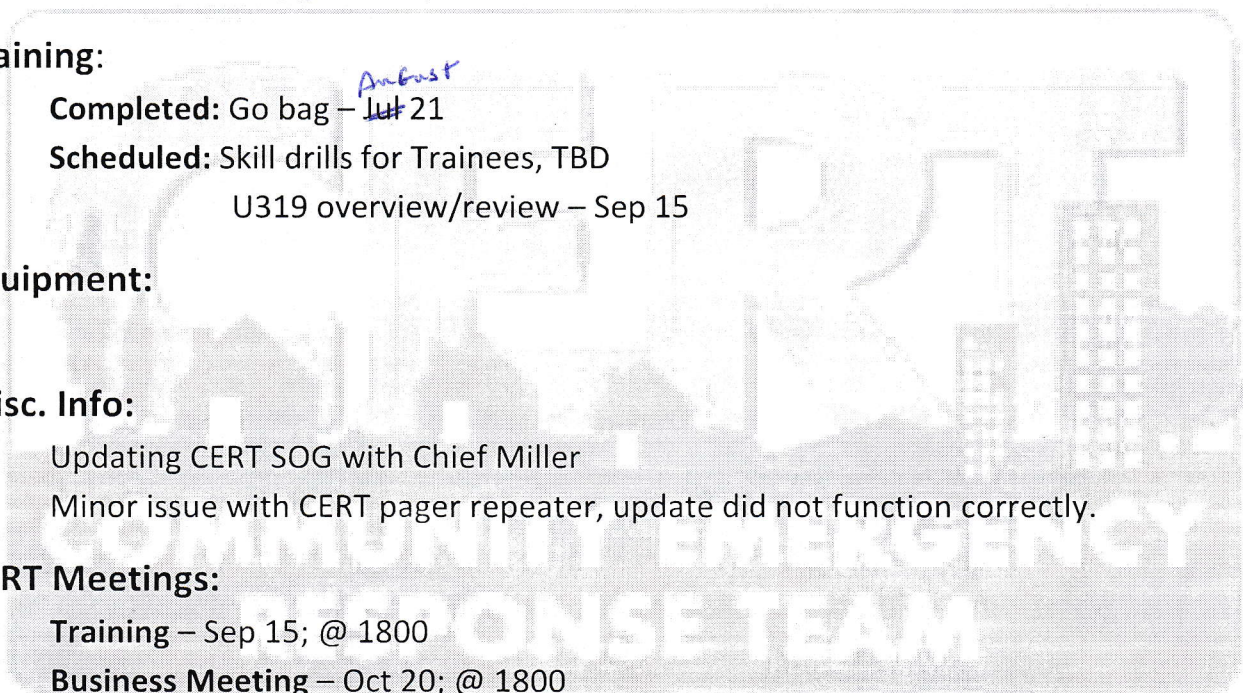 aining:
August
Completed: Go bag – Jul 21
Scheduled: Skill drills for Trainees, TBD
U319 overview/review – Sep 15
uipment:
isc. Info:
Updating CERT SOG with Chief Miller
Minor issue with CERT pager repeater, update did not function correctly.
RT Meetings:
Training – Sep 15; @ 1800
Business Meeting – Oct 20; @ 1800
CERT
COMMUNITY EMERGENCY
RESPONSE TEAM